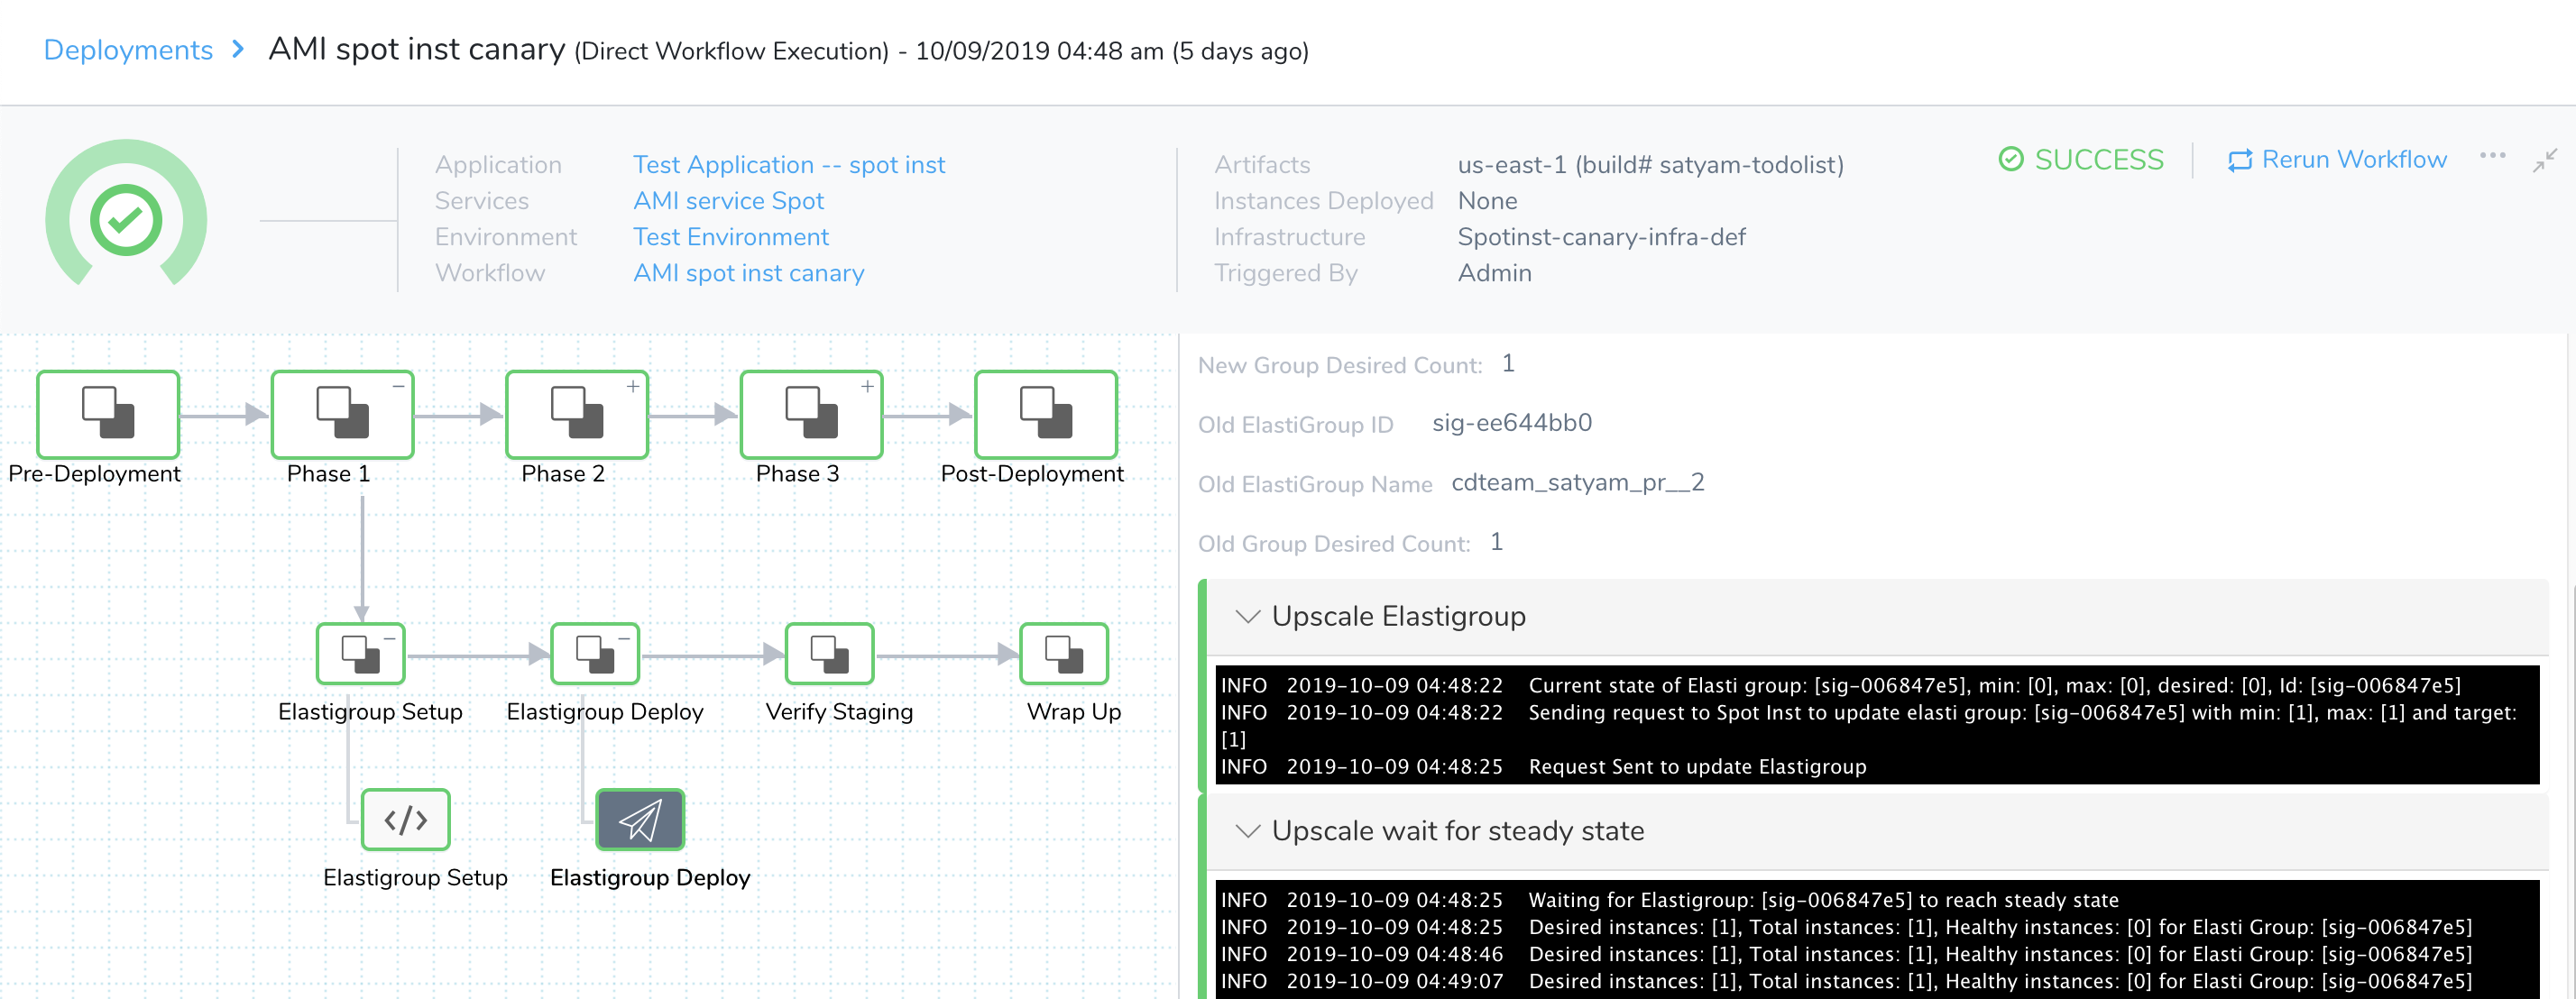 Deployments > AMI spot inst canary (Direct Workflow Execution) - 10/09/2019 04:48 am (5 days ago)
Application Test Application -- spot inst
Services AMI service Spot
Environment Test Environment
Workflow AMI spot inst canary
Artifacts us-east-1 (build# satyam-todolist)
Instances Deployed None
Infrastructure Spotinst-canary-infra-def
Triggered By Admin
SUCCESS
Rerun Workflow
Pre-Deployment
Phase 1
Phase 2
Phase 3
Post-Deployment
Elastigroup Setup
Elastigroup Deploy
Verify Staging
Wrap Up
</>
Elastigroup Setup
Elastigroup Deploy
New Group Desired Count: 1
Old ElastiGroup ID sig-ee644bb0
Old ElastiGroup Name cdteam_satyam_pr__2
Old Group Desired Count: 1
Upscale Elastigroup
INFO 2019-10-09 04:48:22 Current state of Elasti group: [sig-006847e5], min: [0], max: [0], desired: [0], Id: [sig-006847e5]
INFO 2019-10-09 04:48:22 Sending request to Spot Inst to update elasti group: [sig-006847e5] with min: [1], max: [1] and target:
[1]
INFO 2019-10-09 04:48:25 Request Sent to update Elastigroup
Upscale wait for steady state
INFO 2019-10-09 04:48:25 Waiting for Elastigroup: [sig-006847e5] to reach steady state
INFO 2019-10-09 04:48:25 Desired instances: [1], Total instances: [1], Healthy instances: [0] for Elasti Group: [sig-006847e5]
INFO 2019-10-09 04:48:46 Desired instances: [1], Total instances: [1], Healthy instances: [0] for Elasti Group: [sig-006847e5]
INFO 2019-10-09 04:49:07 Desired instances: [1], Total instances: [1], Healthy instances: [0] for Elasti Group: [sig-006847e5]